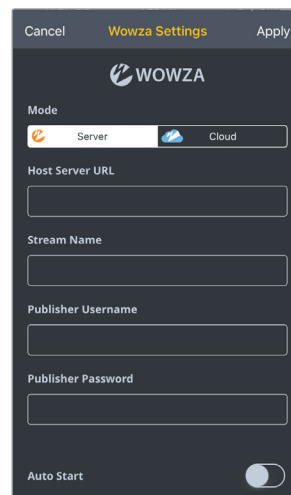 Cancel Wowza Settings Apply
WOWZA
Mode
Server Cloud
Host Server URL
Stream Name
Publisher Username
Publisher Password
Auto Start